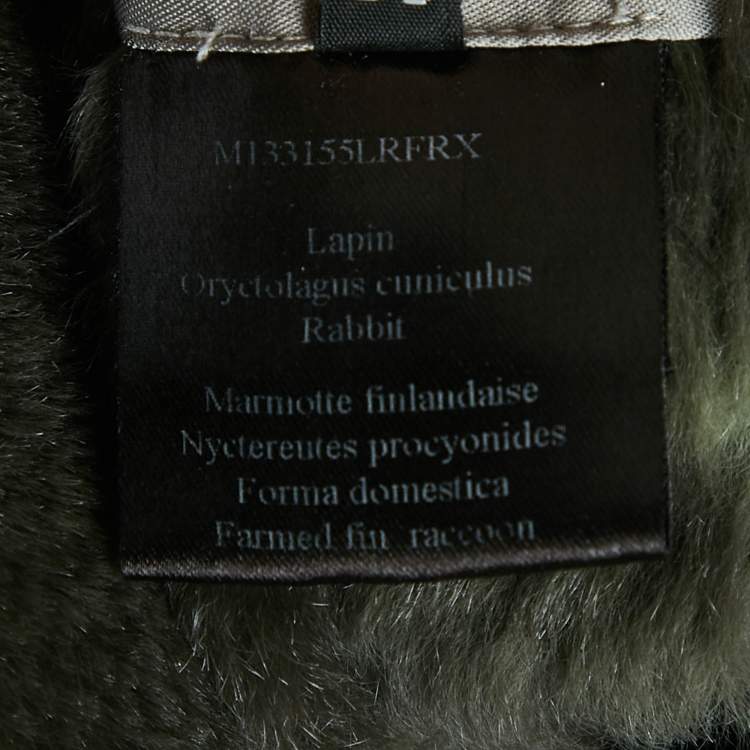 M133155LRFRX
Lapin
Oryctolagus cuniculus
Rabbit
Marmotte finlandaise
Nyctereutes procyonides
Forma domestica
Farmed fin raccoon